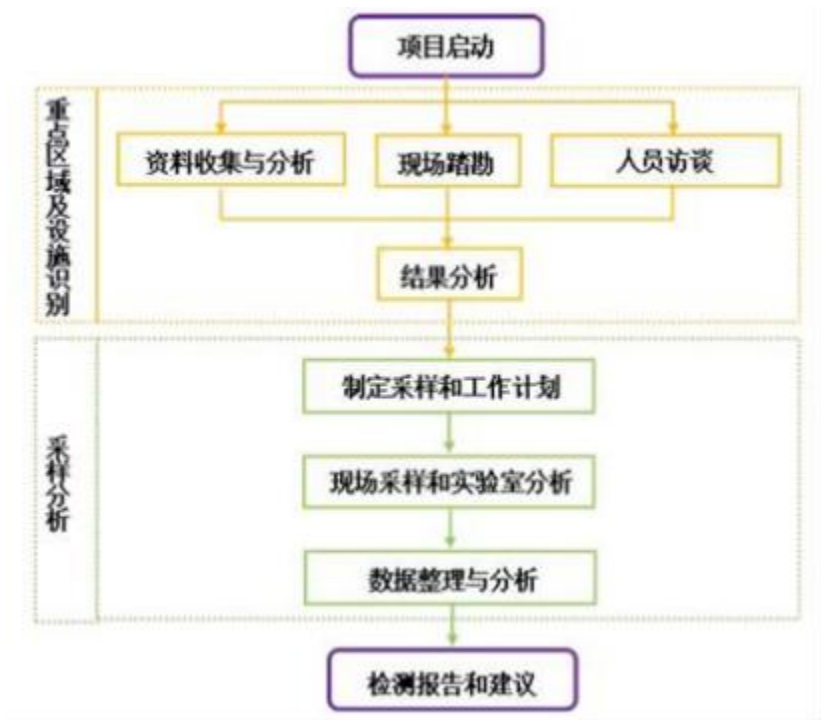 项目启动
重点区域及设施识别
资料收集与分析
现场踏勘
人员访谈
结果分析
采样分析
制定采样和工作计划
现场采样和实验室分析
数据整理与分析
检测报告和建议